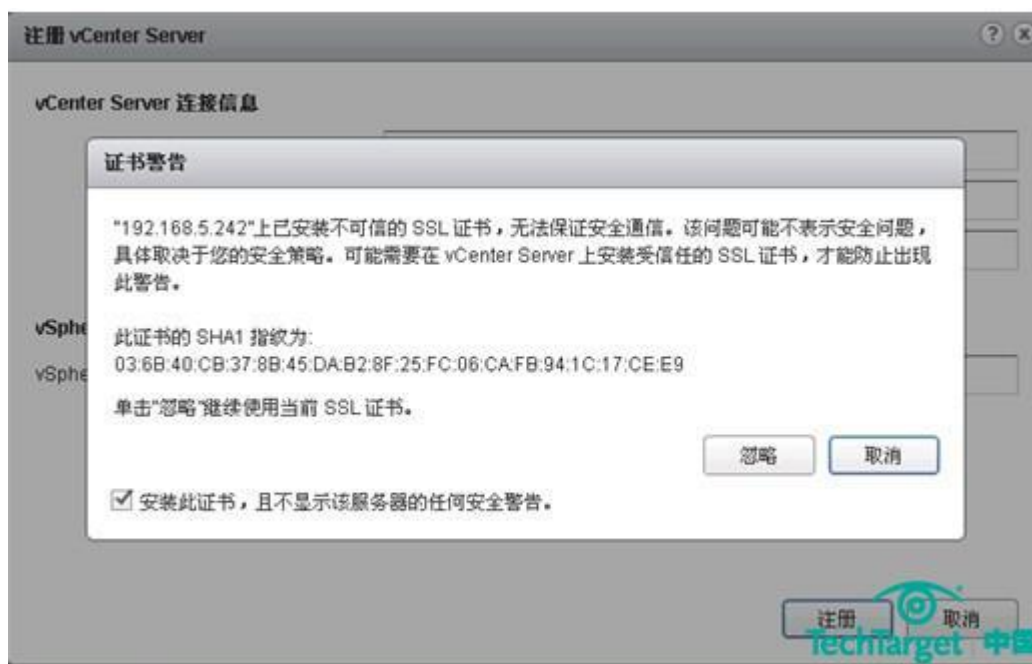 注册 vCenter Server
vCenter Server 连接信息
证书警告
"192.168.5.242"上已安装不可信的 SSL 证书，无法保证安全通信。该问题可能不表示安全问题，
具体取决于您的安全策略。可能需要在 vCenter Server 上安装受信任的 SSL 证书，才能防止出现
此警告。
vSphe
此证书的 SHA1 指纹为:
03:6B:40:CB:37:8B:45:DA:B2:8F:25:FC:06:CA:FB:94:1C:17:CE:E9
vSphe
单击"忽略"继续使用当前 SSL 证书。
忽略 取消
安装此证书，且不显示该服务器的任何安全警告。
注册 取消
TechTarget 中国